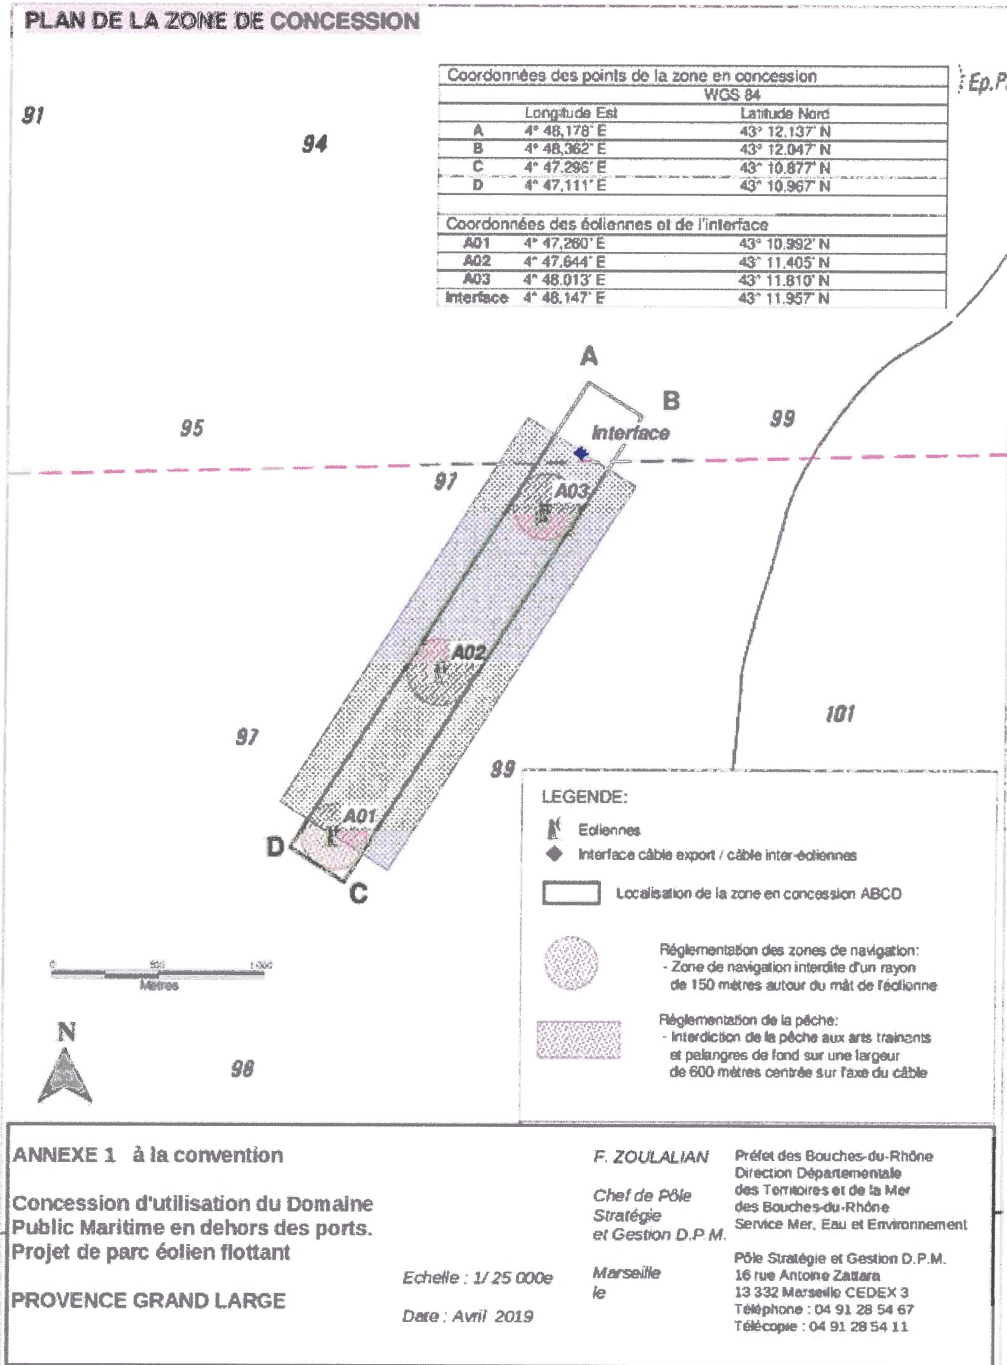 PLAN DE LA ZONE DE CONCESSION
Coordonnées des points de la zone en concession
WGS 84
Longitude Est Latitude Nord
A 4° 48,178' E 43° 12,137' N
B 4° 48,362' E 43° 12,047' N
C 4° 47,296' E 43° 10,877' N
D 4° 47,111' E 43° 10,967' N
Coordonnées des éoliennes et de l'interface
A01 4° 47,260' E 43° 10,992' N
A02 4° 47,644' E 43° 11,405' N
A03 4° 48,013' E 43° 11,810' N
Interface 4° 48,147' E 43° 11,957' N
Ep.
91
94
A
B
95
Interface
99
97
A03
A02
101
97
99
A01
D
C
LEGENDE:
Eoliennes
Interface câble export / câble inter-éoliennes
Localisation de la zone en concession ABCD
Réglementation des zones de navigation:
- Zone de navigation interdite d'un rayon
de 150 mètres autour du mât de l'éolienne
Réglementation de la pêche:
- Interdiction de la pêche aux arts trainants
et palangres de fond sur une largeur
de 600 mètres centrée sur l'axe du câble
0 500 1 000
Mètres
N
98
ANNEXE 1 à la convention
Concession d'utilisation du Domaine
Public Maritime en dehors des ports.
Projet de parc éolien flottant
PROVENCE GRAND LARGE
Echelle : 1/ 25 000e
Date : Avril 2019
F. ZOULALIAN
Chef de Pôle
Stratégie
et Gestion D.P.M.
Marseille
le
Préfet des Bouches-du-Rhône
Direction Départementale
des Territoires et de la Mer
des Bouches-du-Rhône
Service Mer, Eau et Environnement
Pôle Stratégie et Gestion D.P.M.
16 rue Antoine Zattara
13 332 Marseille CEDEX 3
Téléphone : 04 91 28 54 67
Télécopie : 04 91 28 54 11